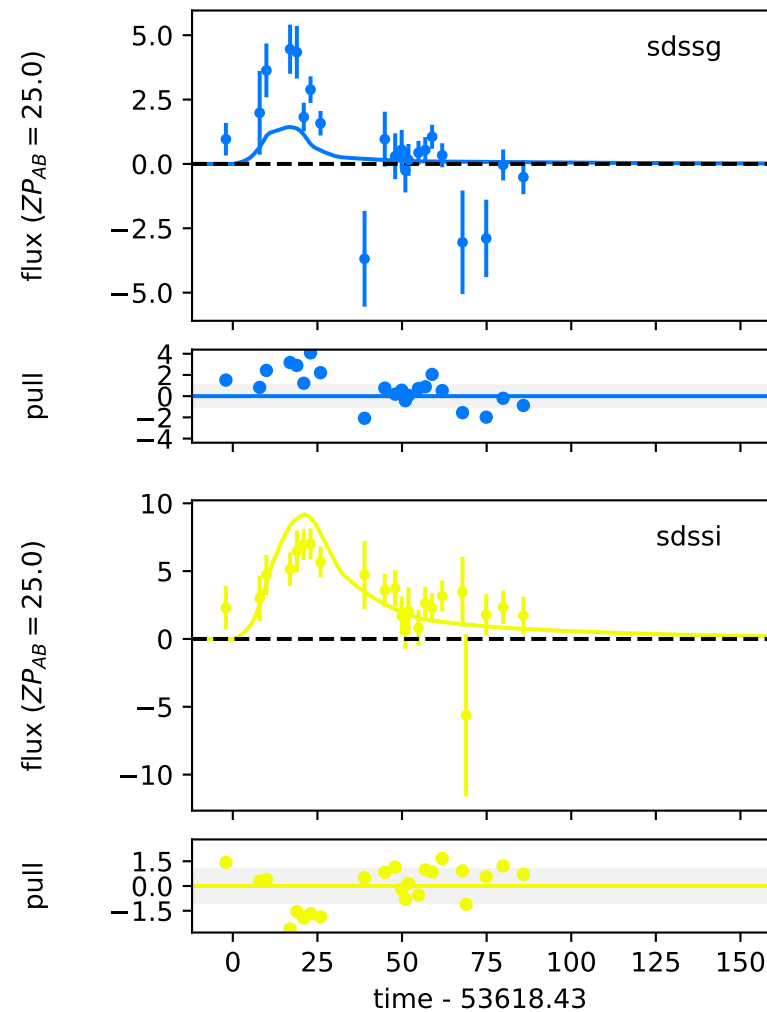 sdssg
flux (ZP_AB = 25.0)
5.0
2.5
0.0
−2.5
−5.0
pull
4
2
0
−2
−4
sdssi
flux (ZP_AB = 25.0)
10
5
0
−5
−10
pull
1.5
0.0
−1.5
0 25 50 75 100 125 150
time - 53618.43